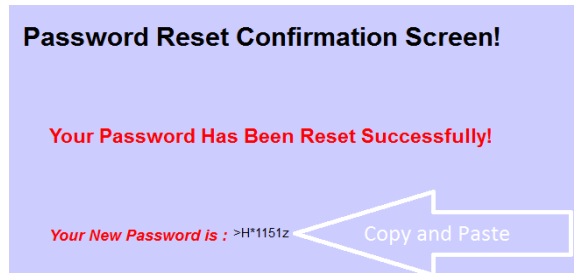 Password Reset Confirmation Screen!
Your Password Has Been Reset Successfully!
Your New Password is : >H*1151z
Copy and Paste